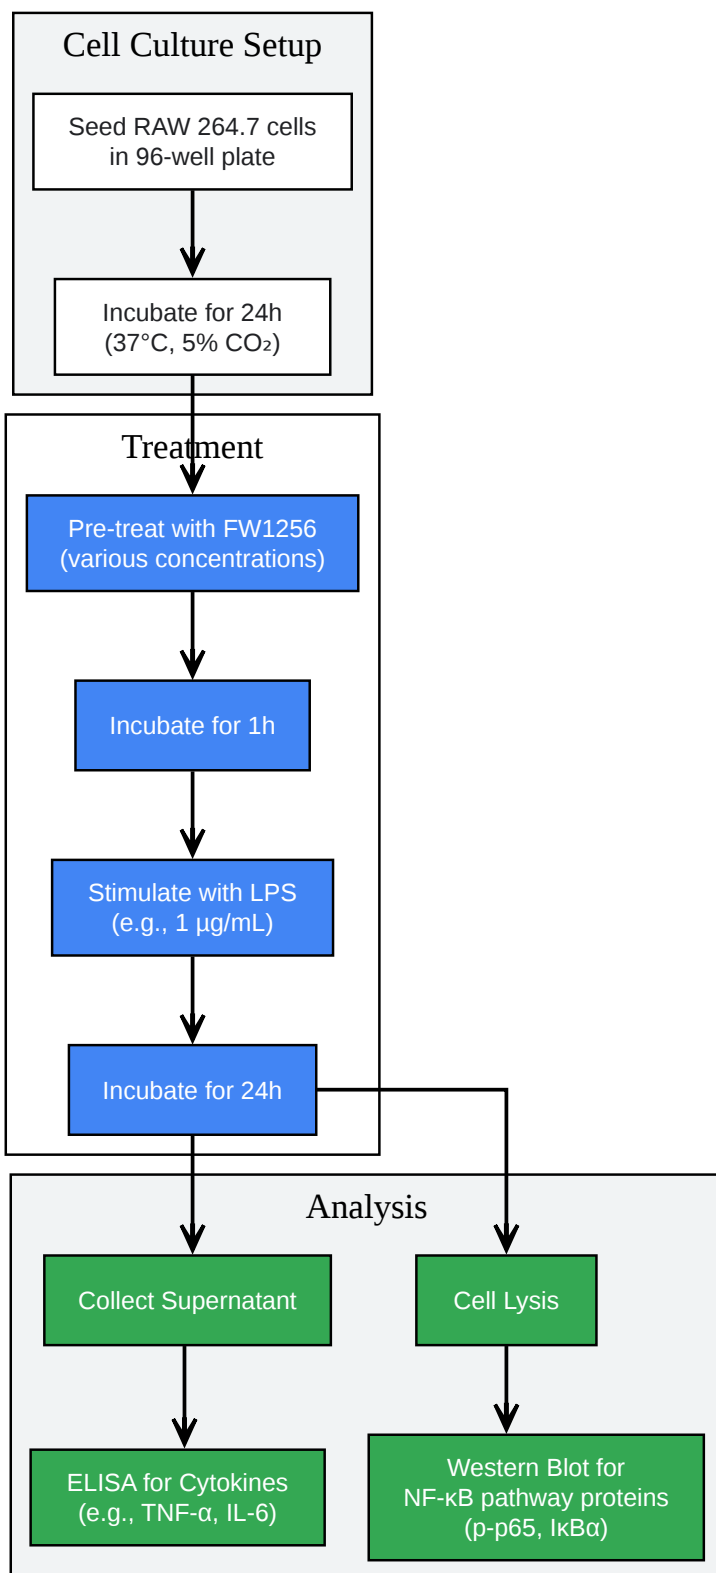 Cell Culture Setup
Seed RAW 264.7 cells
in 96-well plate
Incubate for 24h
(37°C, 5% CO₂)
Treatment
Pre-treat with FW1256
(various concentrations)
Incubate for 1h
Stimulate with LPS
(e.g., 1 µg/mL)
Incubate for 24h
Analysis
Collect Supernatant
Cell Lysis
ELISA for Cytokines
(e.g., TNF-α, IL-6)
Western Blot for
NF-κB pathway proteins
(p-p65, IκBα)